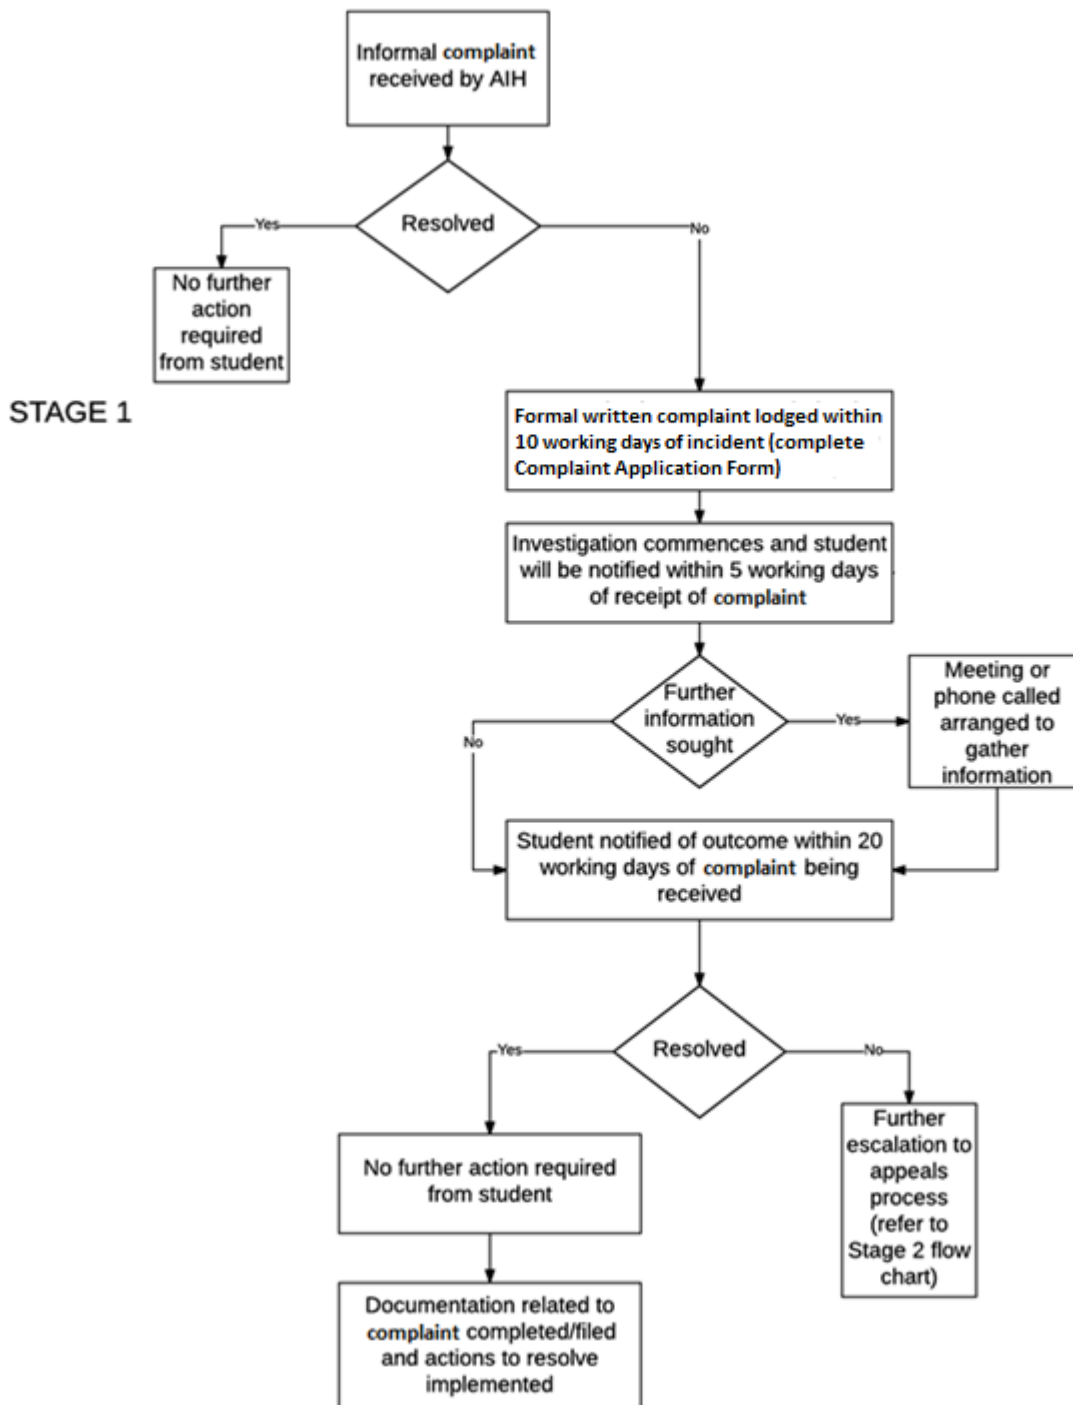 Informal complaint
received by AIH
Resolved
Yes
No
No further
action
required
from student
STAGE 1
Formal written complaint lodged within
10 working days of incident (complete
Complaint Application Form)
Investigation commences and student
will be notified within 5 working days
of receipt of complaint
Further
information
sought
Yes
No
Meeting or
phone called
arranged to
gather
information
Student notified of outcome within 20
working days of complaint being
received
Resolved
Yes
No
No further action required
from student
Further
escalation to
appeals
process
(refer to
Stage 2 flow
chart)
Documentation related to
complaint completed/filed
and actions to resolve
implemented